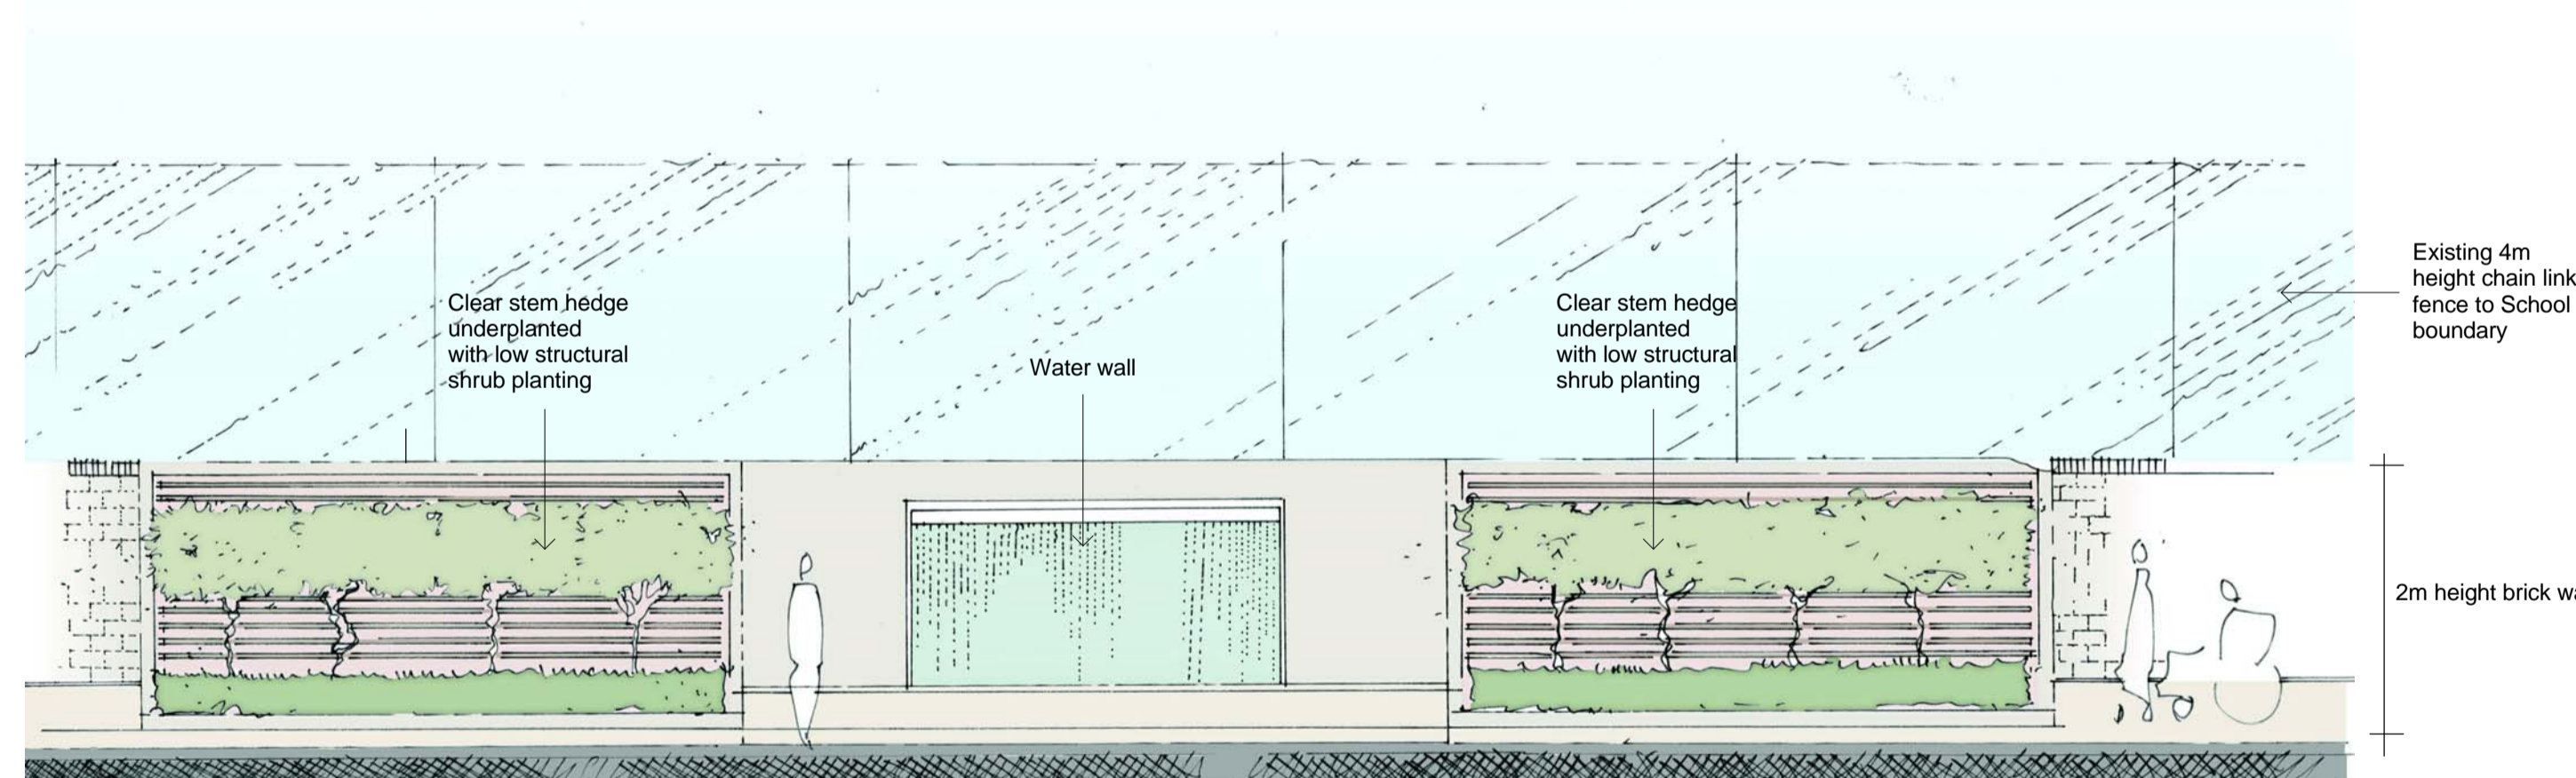 Clear stem hedge
underplanted
with low structural
shrub planting
Water wall
Clear stem hedge
underplanted
with low structural
shrub planting
Existing 4m
height chain link
fence to School
boundary
2m height brick